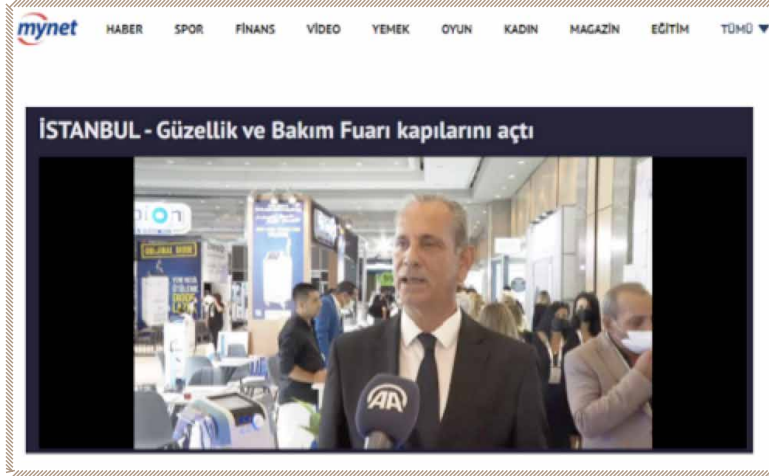 mynet HABER SPOR FİNANS VİDEO YEMEK OYUN KADIN MAGAZİN EĞİTİM TÜMÜ
İSTANBUL - Güzellik ve Bakım Fuarı kapılarını açtı
AA